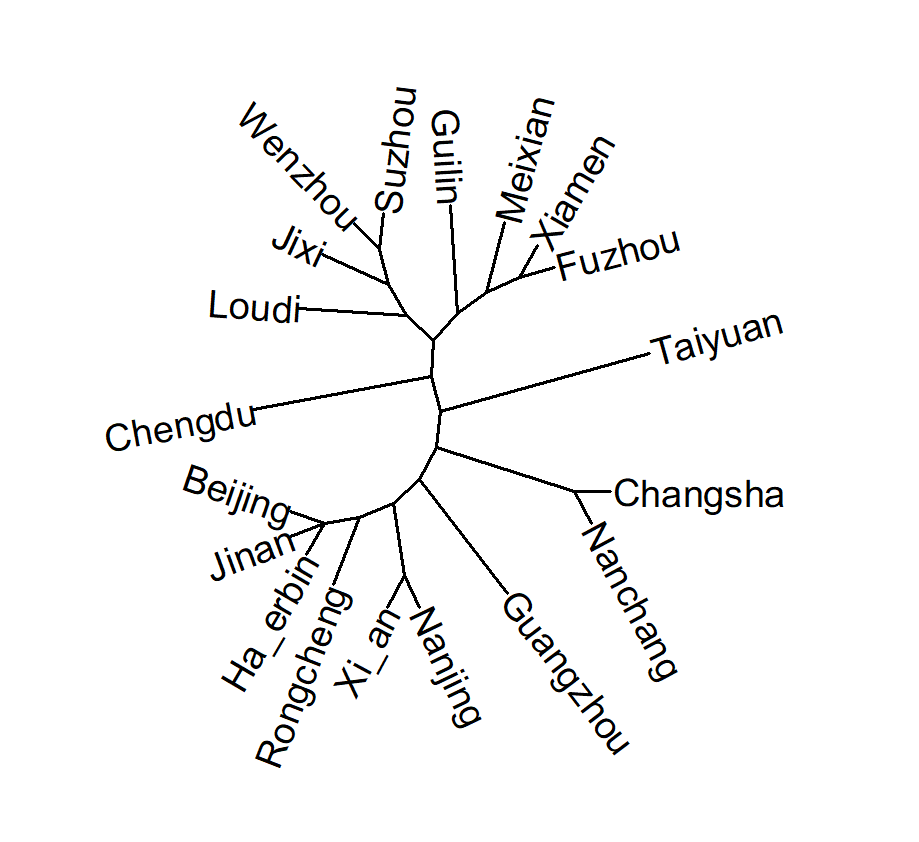 Wenzhou
Suzhou
Guilin
Meixian
Xiamen
Fuzhou
Jixi
Loudi
Taiyuan
Chengdu
Beijing
Changsha
Jinan
Nanchang
Ha_erbin
Rongcheng
Xi_an
Nanjing
Guangzhou